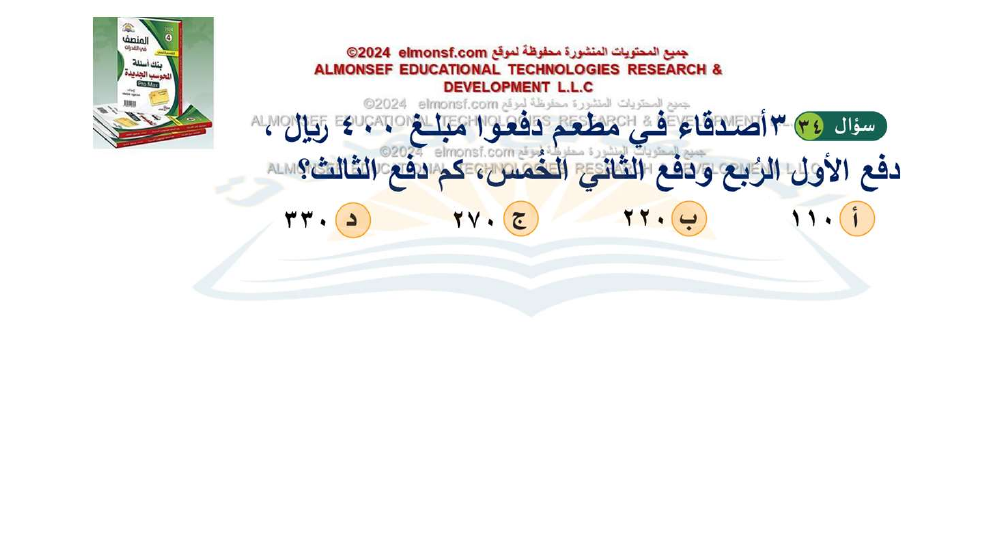 المنصف
في القدرات
بنك أسئلة
المحوسب الجديدة
جميع المحتويات المنشورة محفوظة لموقع elmonsf.com ©2024
ALMONSEF EDUCATIONAL TECHNOLOGIES RESEARCH &
DEVELOPMENT L.L.C
جميع المحتويات المنشورة محفوظة لموقع elmonsf.com ©2024
ALMONSEF EDUCATIONAL TECHNOLOGIES RESEARCH & DEVELOPMENT L.L.C
سؤال ٣٤ ٣ أصدقاء في مطعم دفعوا مبلغ ٤٠٠ ريال ،
جميع المحتويات المنشورة محفوظة لموقع elmonsf.com ©2024
ALMONSEF EDUCATIONAL TECHNOLOGIES RESEARCH & DEVELOPMENT L.L.C
دفع الأول الرُبع ودفع الثاني الخُمس، كم دفع الثالث؟
أ ١١٠ ب ٢٢٠ ج ٢٧٠ د ٣٣٠